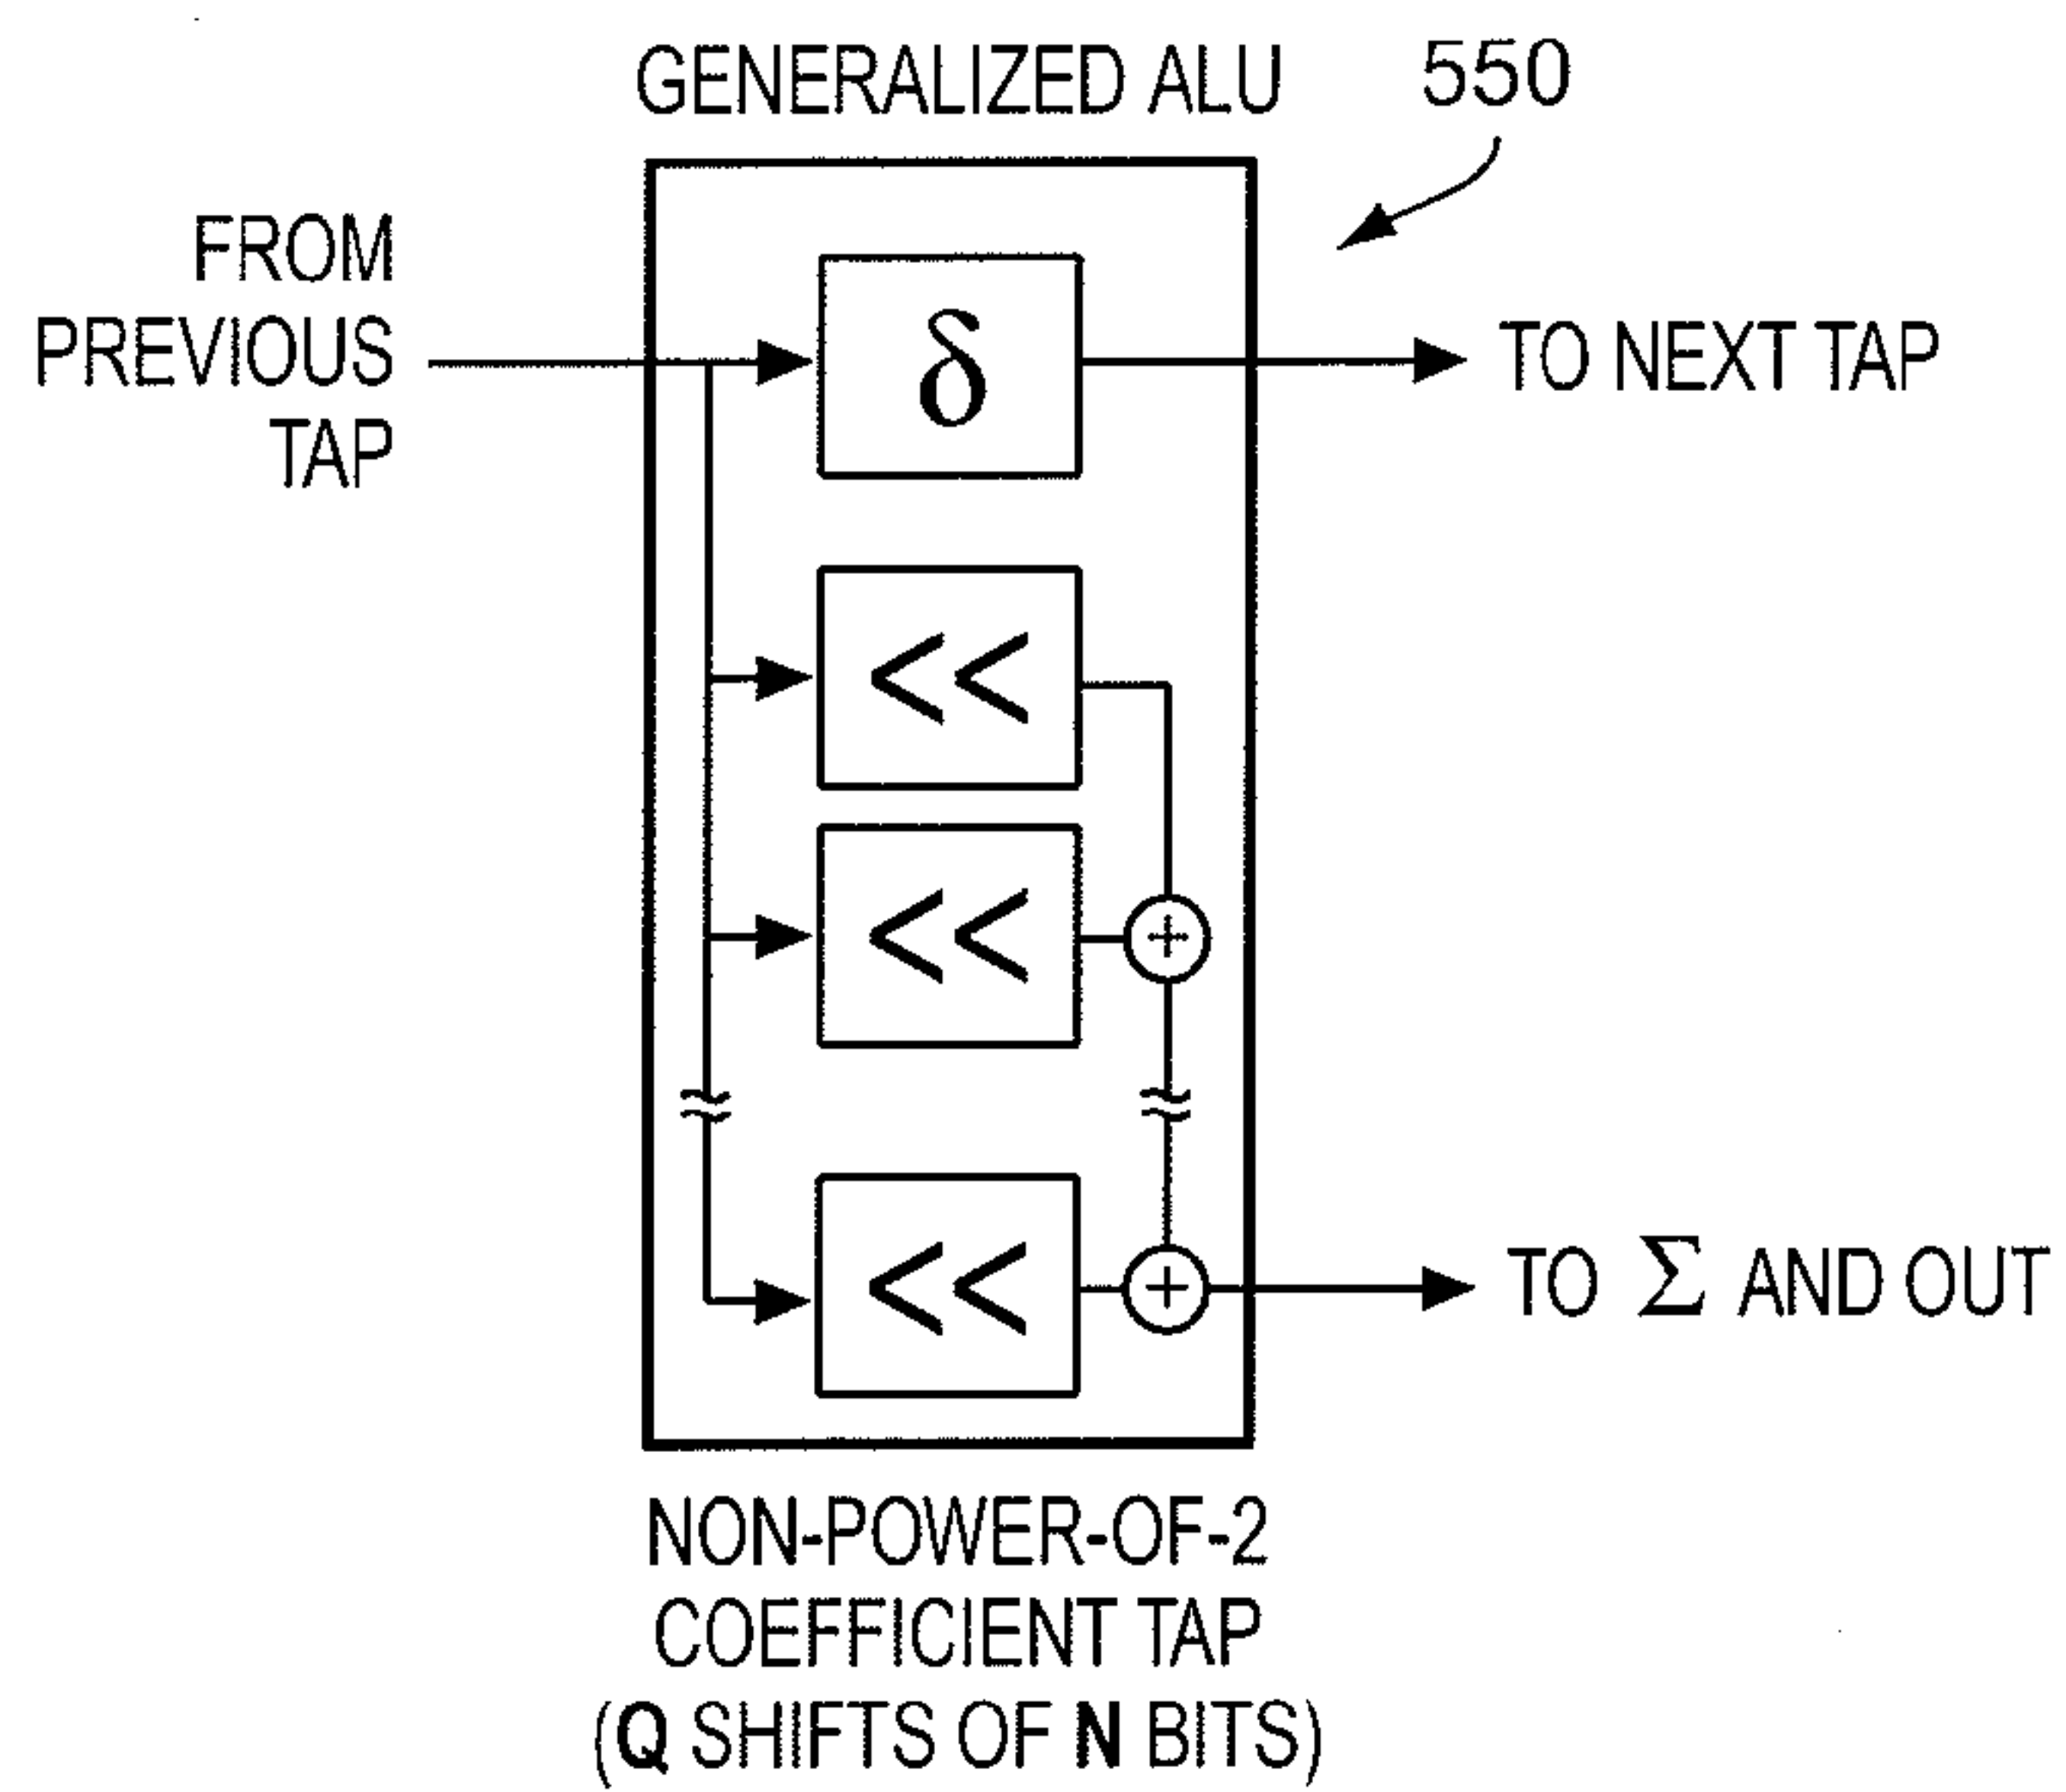 GENERALIZED ALU
550
FROM
PREVIOUS
TAP
δ
TO NEXT TAP
<<
<<
+
<<
+
TO Σ AND OUT
NON-POWER-OF-2
COEFFICIENT TAP
(Q SHIFTS OF N BITS)